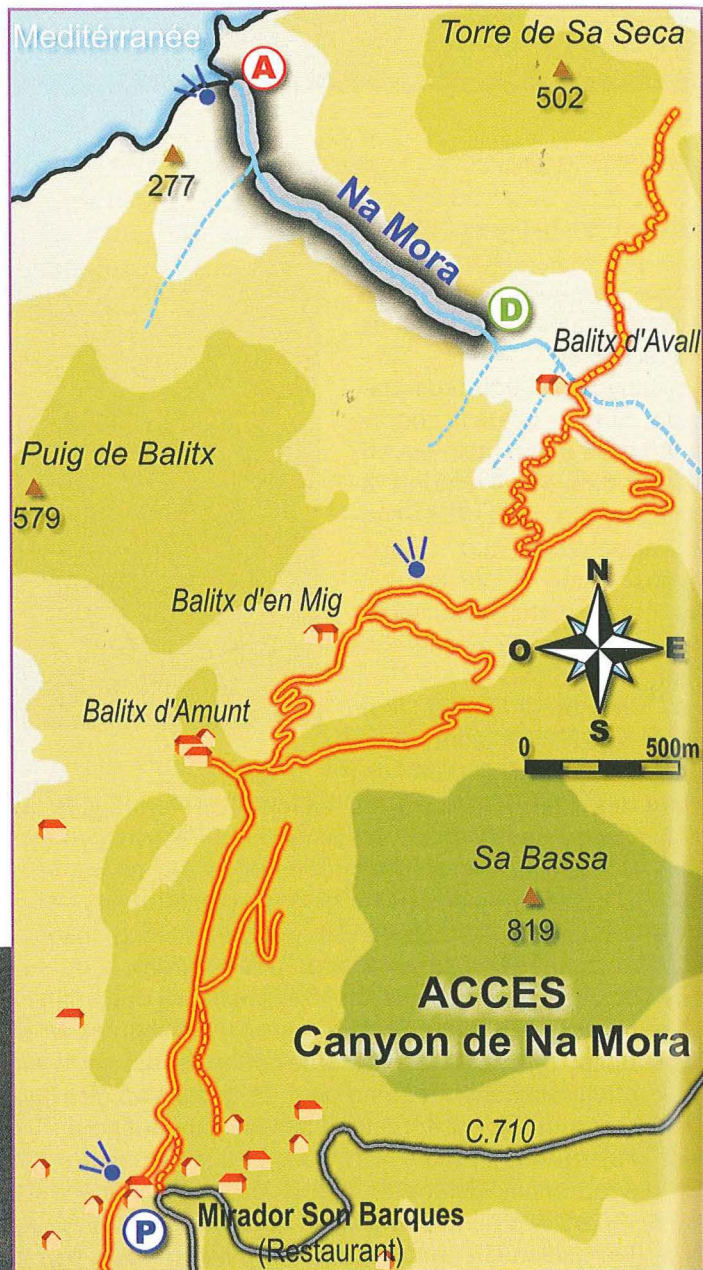 Meditérranée
A
Torre de Sa Seca
502
277
Na Mora
D
Balitx d'Avall
Puig de Balitx
579
Balitx d'en Mig
N
O
E
S
Balitx d'Amunt
0 500m
Sa Bassa
819
ACCES
Canyon de Na Mora
C.710
P
Mirador Son Barques
(Restaurant)